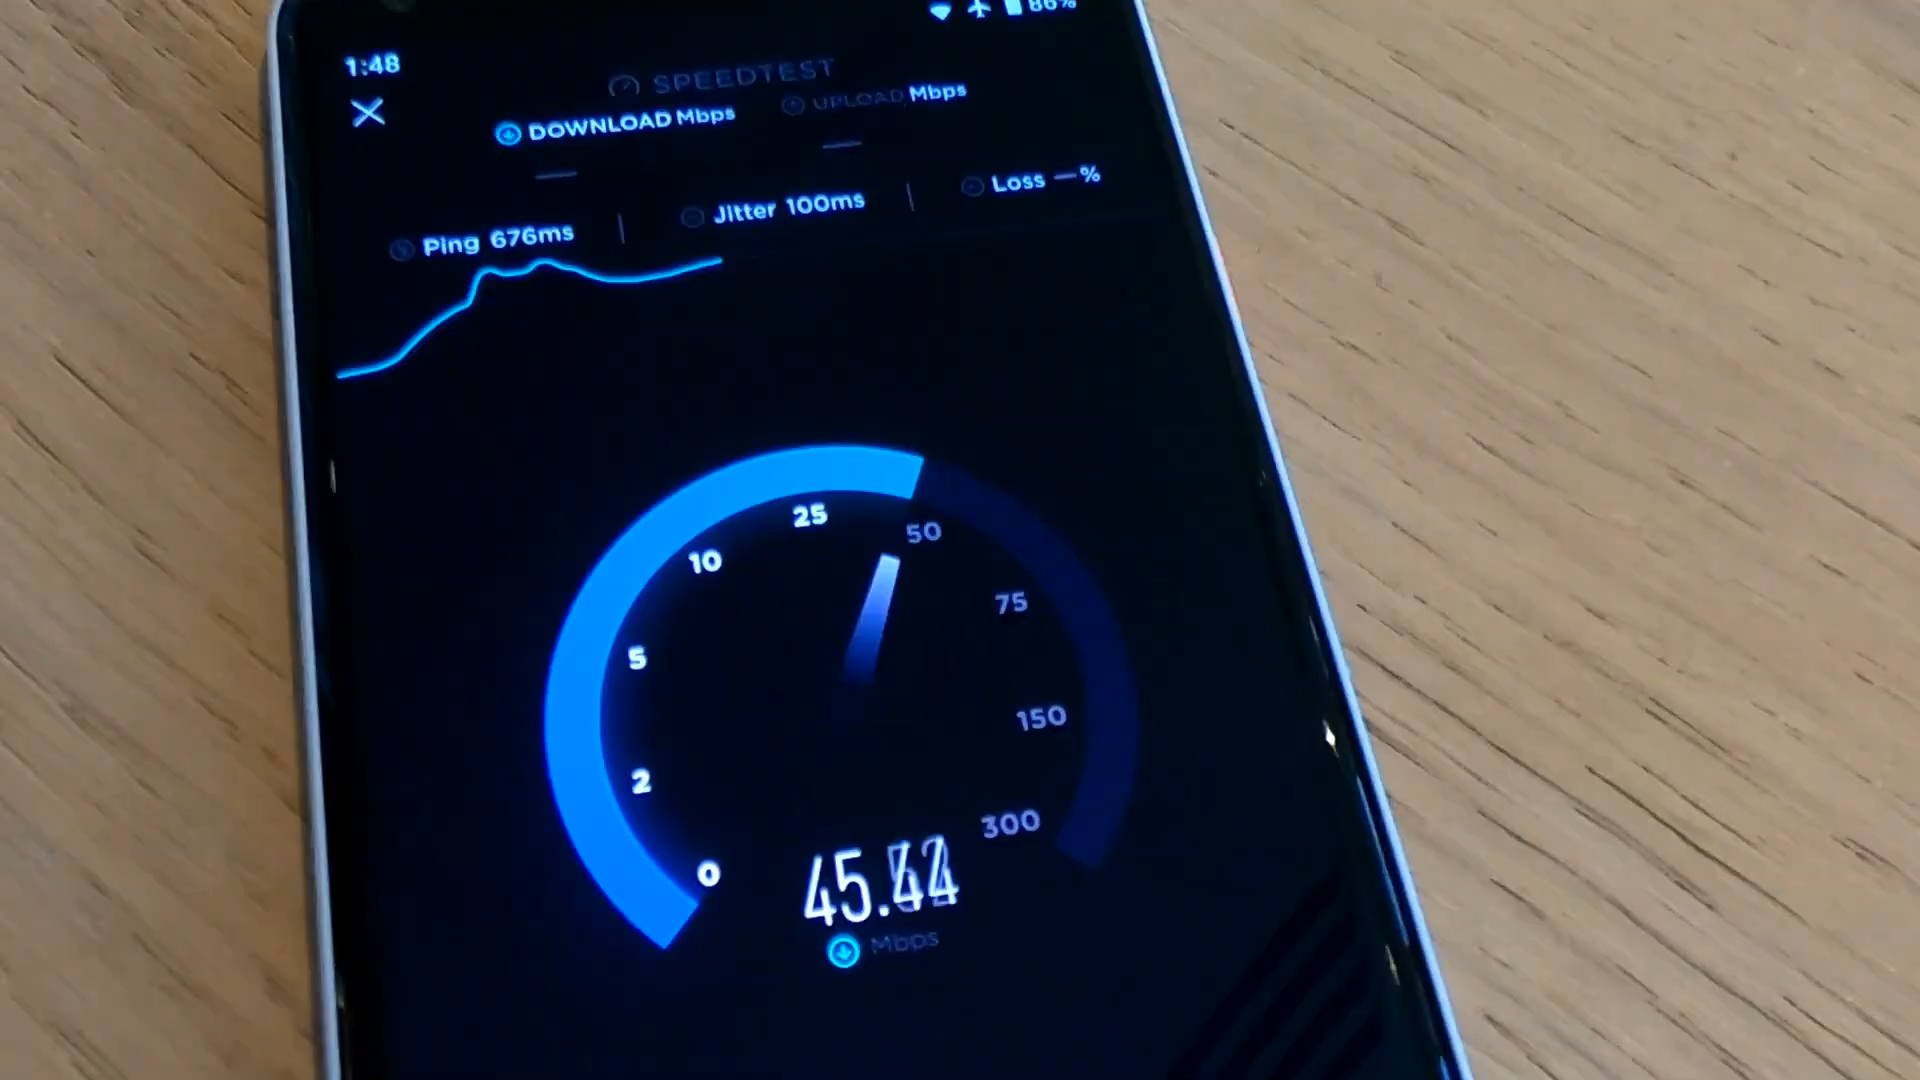 86%
1:48
SPEEDTEST
DOWNLOAD Mbps
UPLOAD Mbps
Ping 676ms
Jitter 100ms
Loss —%
0
2
5
10
25
50
75
150
300
Mbps